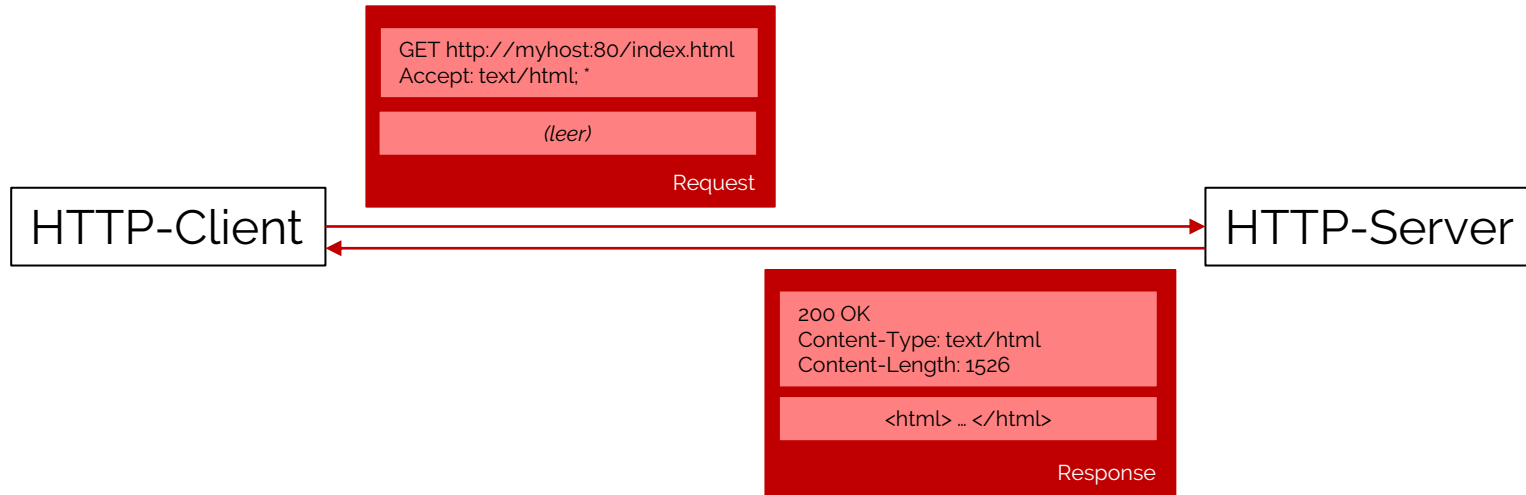 GET http://myhost:80/index.html
Accept: text/html; *
(leer)
Request
HTTP-Client
HTTP-Server
200 OK
Content-Type: text/html
Content-Length: 1526
<html> … </html>
Response